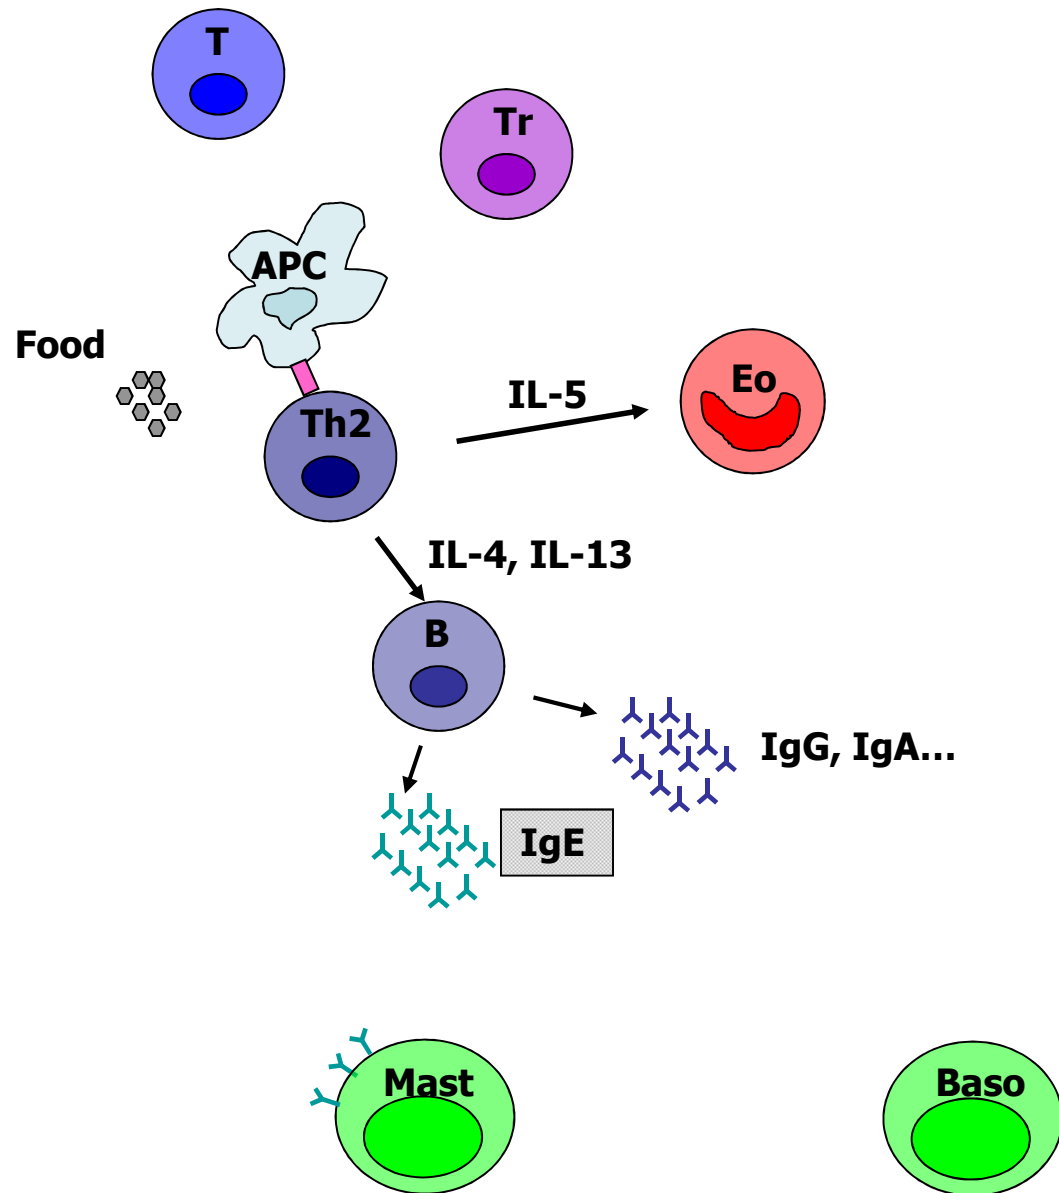 T
Tr
APC
Food
Eo
IL-5
Th2
IL-4, IL-13
B
IgG, IgA...
IgE
Mast
Baso